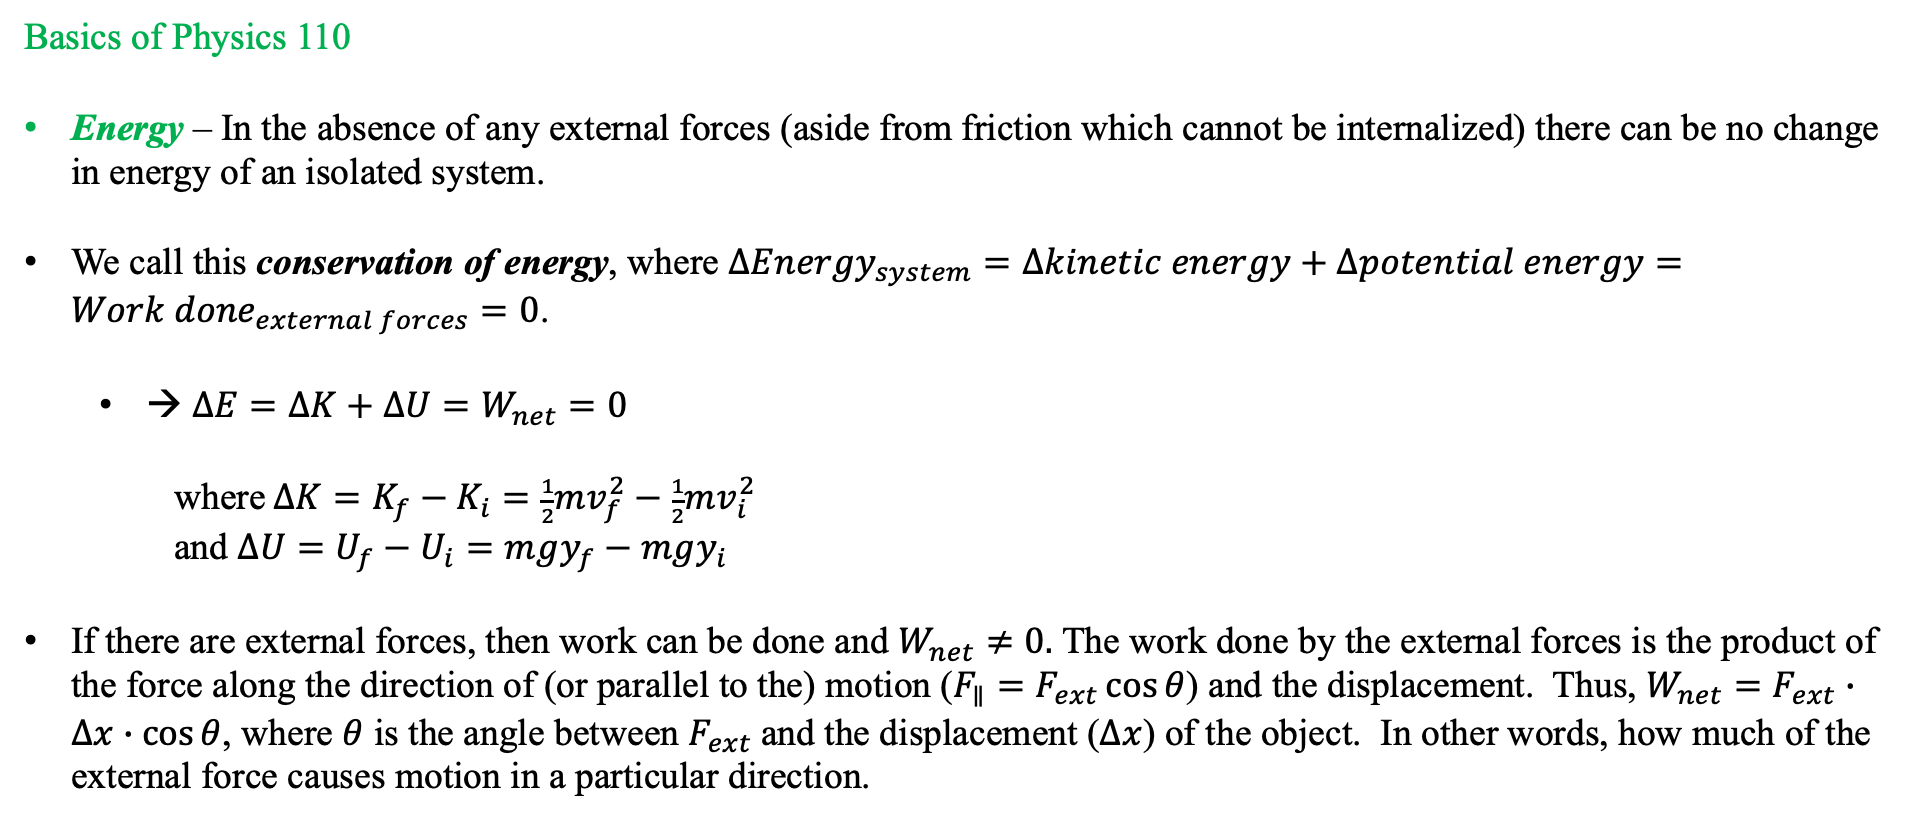 Basics of Physics 110
• Energy – In the absence of any external forces (aside from friction which cannot be internalized) there can be no change
in energy of an isolated system.
• We call this conservation of energy, where ΔEnergy_system = Δkinetic energy + Δpotential energy =
Work done_external forces = 0.
• → ΔE = ΔK + ΔU = W_net = 0
where ΔK = K_f − K_i = ½mv_f² − ½mv_i²
and ΔU = U_f − U_i = mgy_f − mgy_i
• If there are external forces, then work can be done and W_net ≠ 0. The work done by the external forces is the product of
the force along the direction of (or parallel to the) motion (F_∥ = F_ext cos θ) and the displacement. Thus, W_net = F_ext ·
Δx · cos θ, where θ is the angle between F_ext and the displacement (Δx) of the object. In other words, how much of the
external force causes motion in a particular direction.